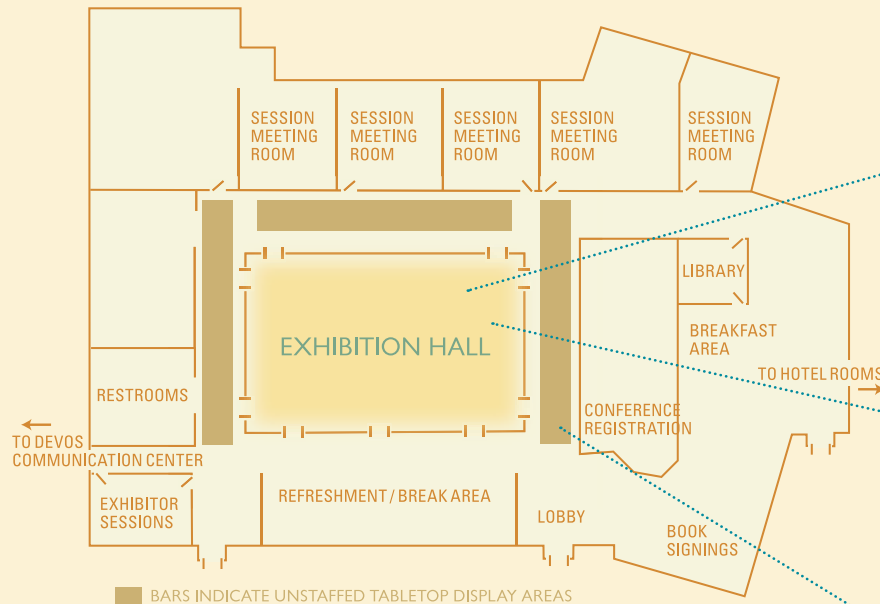 SESSION
MEETING
ROOM
SESSION
MEETING
ROOM
SESSION
MEETING
ROOM
SESSION
MEETING
ROOM
SESSION
MEETING
ROOM
LIBRARY
BREAKFAST
AREA
EXHIBITION HALL
TO HOTEL ROOMS
RESTROOMS
CONFERENCE
REGISTRATION
TO DEVOS
COMMUNICATION CENTER
EXHIBITOR
SESSIONS
REFRESHMENT / BREAK AREA
LOBBY
BOOK
SIGNINGS
BARS INDICATE UNSTAFFED TABLETOP DISPLAY AREAS